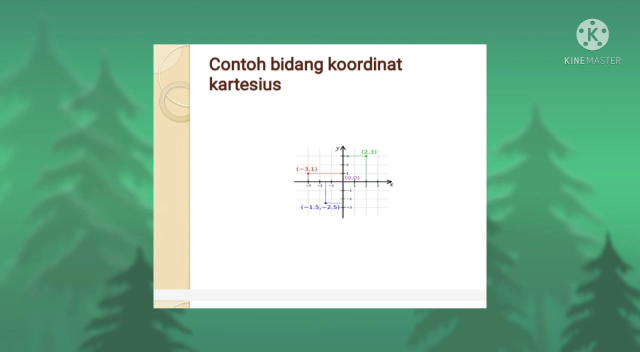 KINEMASTER
Contoh bidang koordinat
kartesius
y
(2,3)
(−3,1)
(0,0)
x
(−1.5,−2.5)